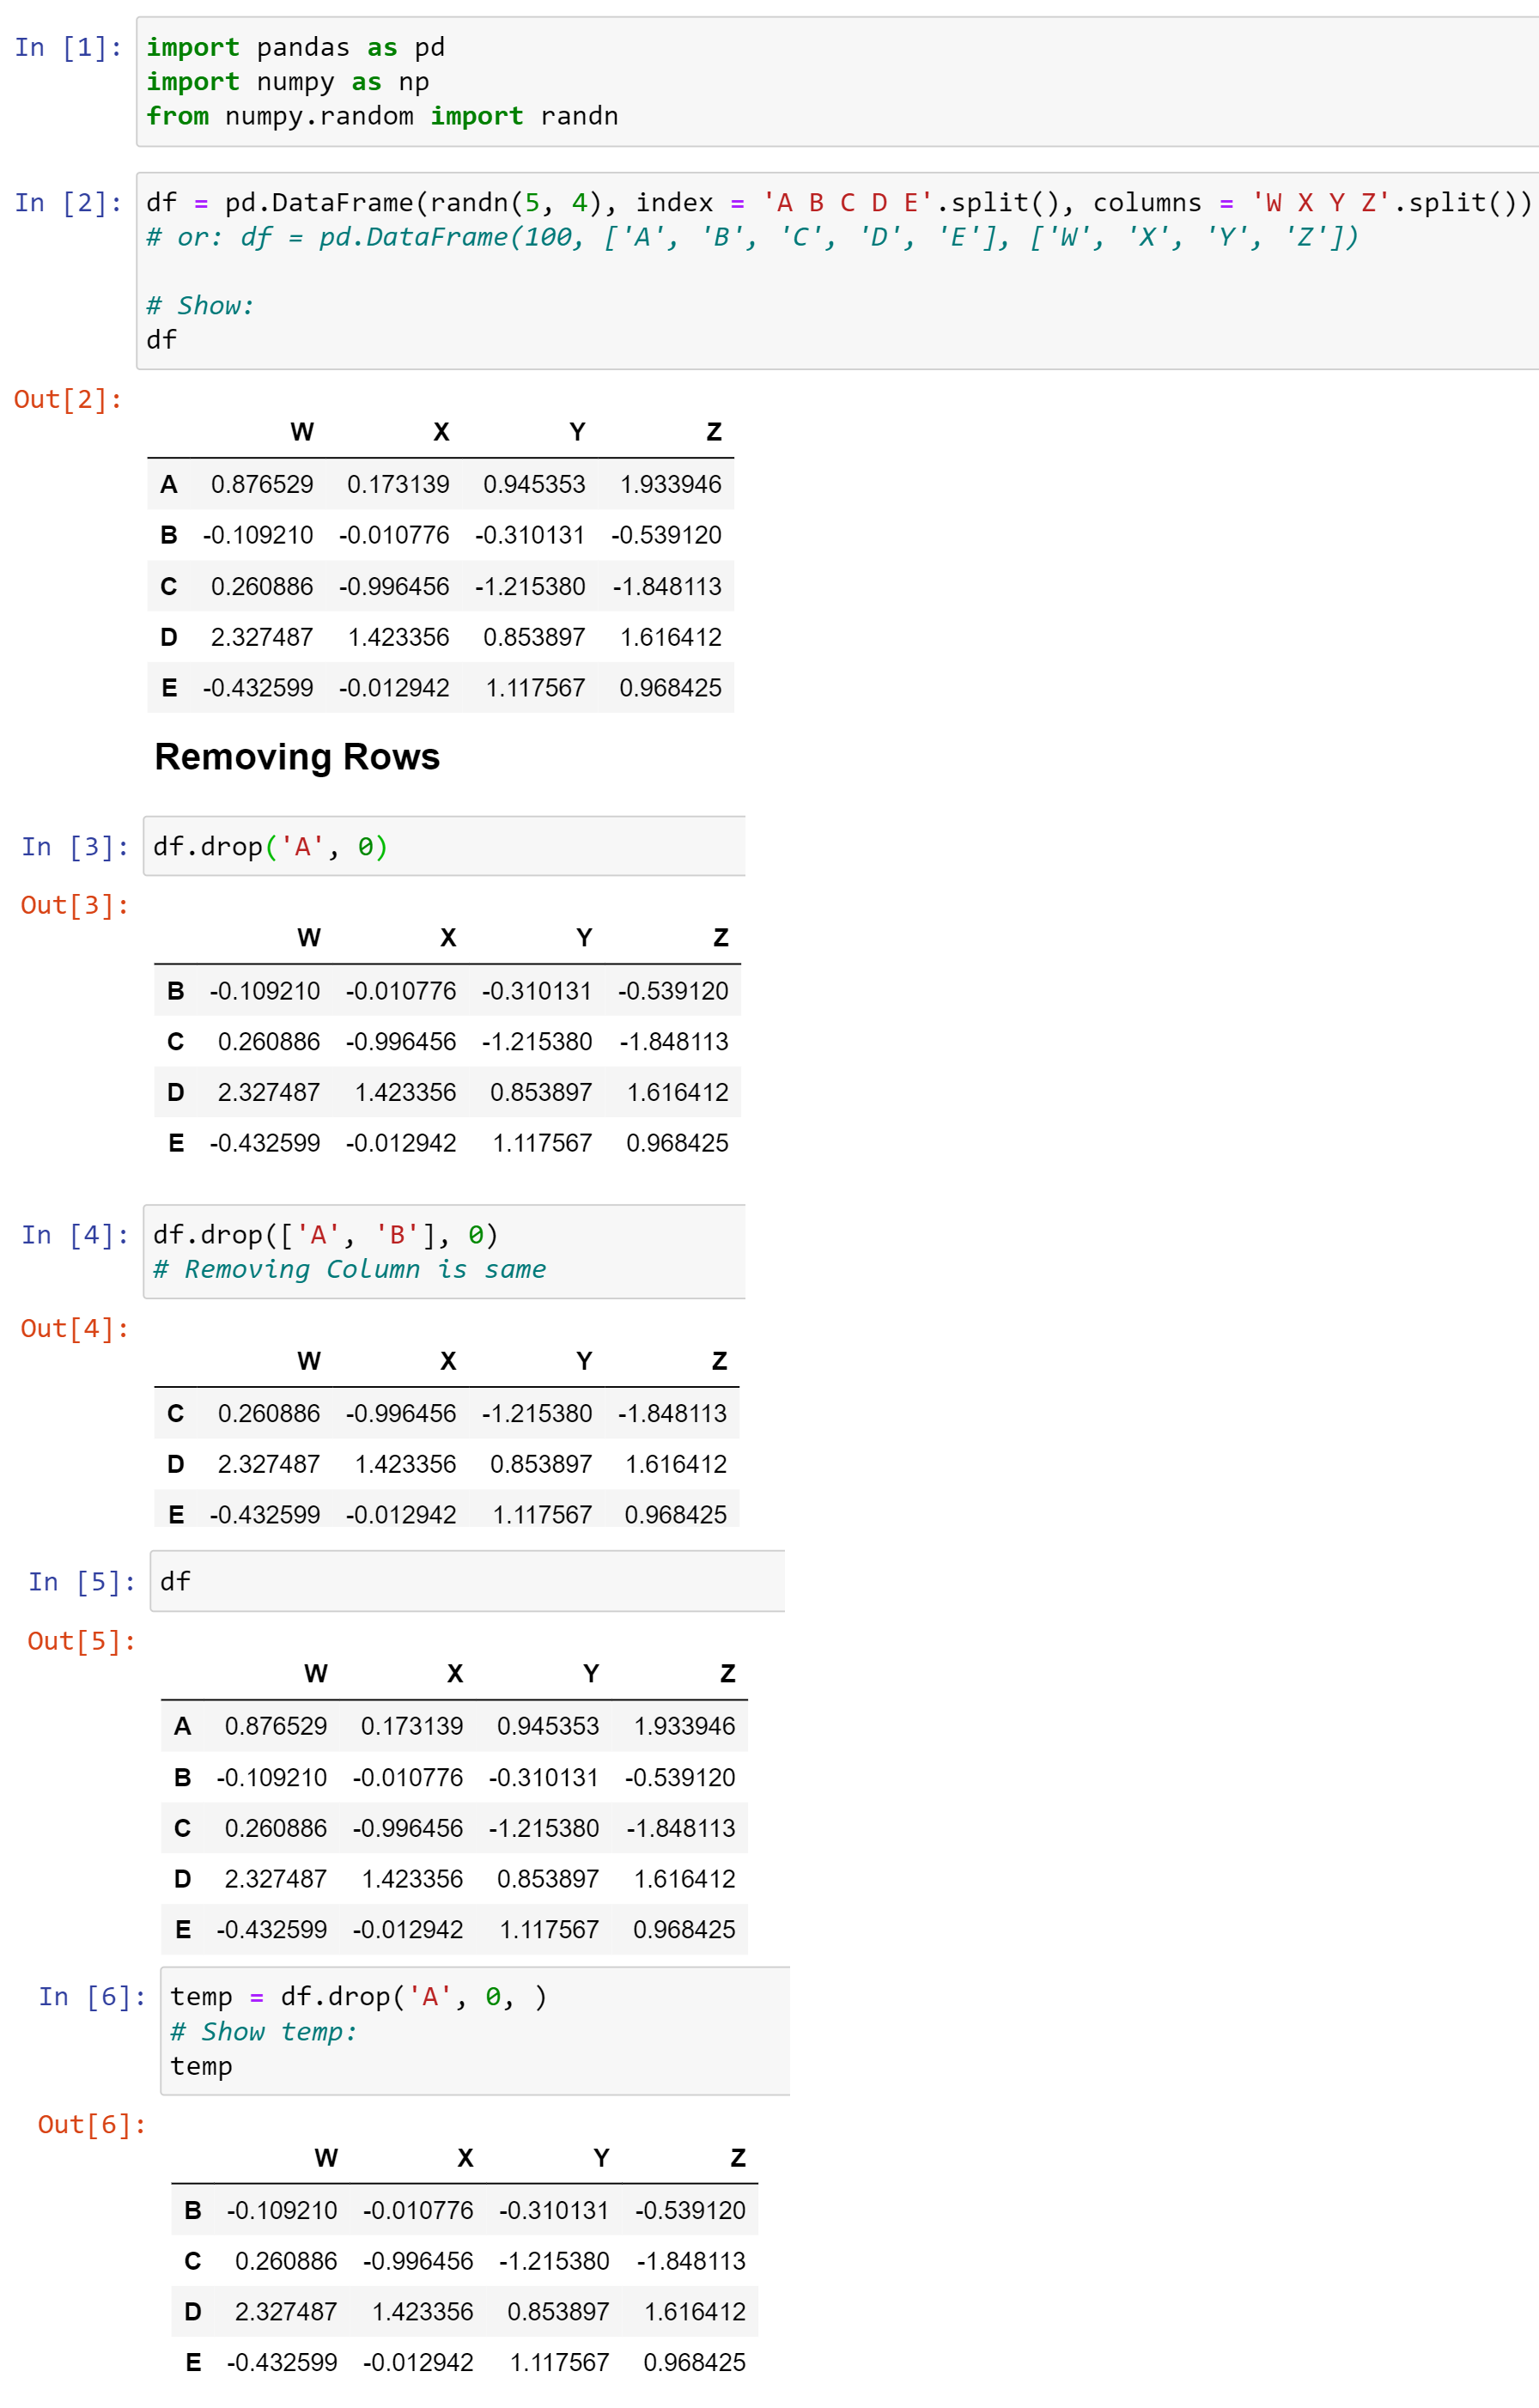 In [1]: import pandas as pd
import numpy as np
from numpy.random import randn
In [2]: df = pd.DataFrame(randn(5, 4), index = 'A B C D E'.split(), columns = 'W X Y Z'.split())
# or: df = pd.DataFrame(100, ['A', 'B', 'C', 'D', 'E'], ['W', 'X', 'Y', 'Z'])
# Show:
df
Out[2]:
W X Y Z
A 0.876529 0.173139 0.945353 1.933946
B -0.109210 -0.010776 -0.310131 -0.539120
C 0.260886 -0.996456 -1.215380 -1.848113
D 2.327487 1.423356 0.853897 1.616412
E -0.432599 -0.012942 1.117567 0.968425
Removing Rows
In [3]: df.drop('A', 0)
Out[3]:
W X Y Z
B -0.109210 -0.010776 -0.310131 -0.539120
C 0.260886 -0.996456 -1.215380 -1.848113
D 2.327487 1.423356 0.853897 1.616412
E -0.432599 -0.012942 1.117567 0.968425
In [4]: df.drop(['A', 'B'], 0)
# Removing Column is same
Out[4]:
W X Y Z
C 0.260886 -0.996456 -1.215380 -1.848113
D 2.327487 1.423356 0.853897 1.616412
E -0.432599 -0.012942 1.117567 0.968425
In [5]: df
Out[5]:
W X Y Z
A 0.876529 0.173139 0.945353 1.933946
B -0.109210 -0.010776 -0.310131 -0.539120
C 0.260886 -0.996456 -1.215380 -1.848113
D 2.327487 1.423356 0.853897 1.616412
E -0.432599 -0.012942 1.117567 0.968425
In [6]: temp = df.drop('A', 0, )
# Show temp:
temp
Out[6]:
W X Y Z
B -0.109210 -0.010776 -0.310131 -0.539120
C 0.260886 -0.996456 -1.215380 -1.848113
D 2.327487 1.423356 0.853897 1.616412
E -0.432599 -0.012942 1.117567 0.968425